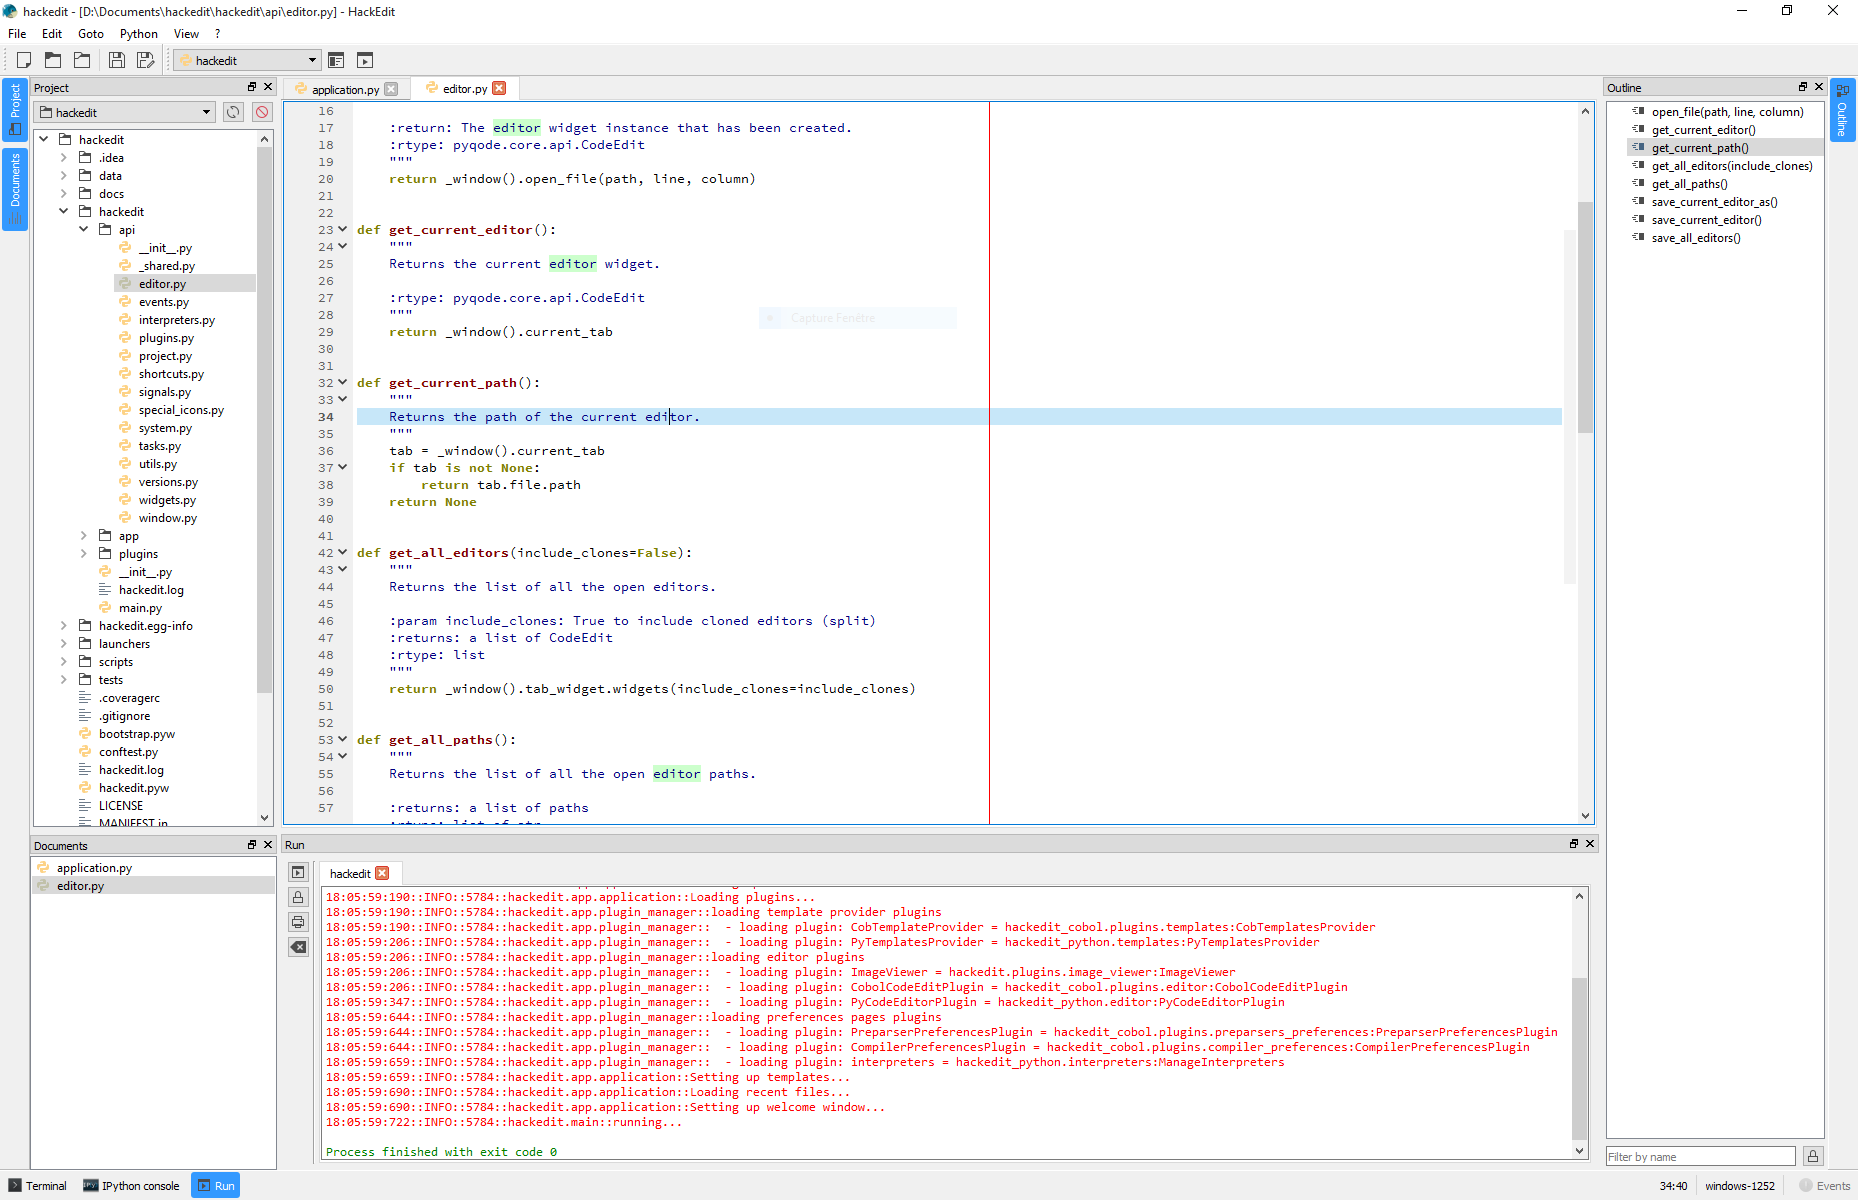 hackedit - [D:\Documents\hackedit\hackedit\api\editor.py] - HackEdit
File Edit Goto Python View ?
hackedit
Project
Documents
Project
hackedit
hackedit
.idea
data
docs
hackedit
api
__init__.py
_shared.py
editor.py
events.py
interpreters.py
plugins.py
project.py
shortcuts.py
signals.py
special_icons.py
system.py
tasks.py
utils.py
versions.py
widgets.py
window.py
app
plugins
__init__.py
hackedit.log
main.py
hackedit.egg-info
launchers
scripts
tests
.coveragerc
.gitignore
bootstrap.pyw
conftest.py
hackedit.log
hackedit.pyw
LICENSE
MANIFEST.in
Documents
application.py
editor.py
application.py editor.py
16
17 :return: The editor widget instance that has been created.
18 :rtype: pyqode.core.api.CodeEdit
19 """
20 return _window().open_file(path, line, column)
21
22
23 def get_current_editor():
24 """
25 Returns the current editor widget.
26
27 :rtype: pyqode.core.api.CodeEdit
28 """
29 return _window().current_tab
30
31
32 def get_current_path():
33 """
34 Returns the path of the current editor.
35 """
36 tab = _window().current_tab
37 if tab is not None:
38 return tab.file.path
39 return None
40
41
42 def get_all_editors(include_clones=False):
43 """
44 Returns the list of all the open editors.
45
46 :param include_clones: True to include cloned editors (split)
47 :returns: a list of CodeEdit
48 :rtype: list
49 """
50 return _window().tab_widget.widgets(include_clones=include_clones)
51
52
53 def get_all_paths():
54 """
55 Returns the list of all the open editor paths.
56
57 :returns: a list of paths
:rtype: list of str
Capture Fenêtre
Run
hackedit
18:05:59:190::INFO::5784::hackedit.app.application::Loading plugins...
18:05:59:190::INFO::5784::hackedit.app.plugin_manager::loading template provider plugins
18:05:59:190::INFO::5784::hackedit.app.plugin_manager::  - loading plugin: CobTemplateProvider = hackedit_cobol.plugins.templates:CobTemplatesProvider
18:05:59:206::INFO::5784::hackedit.app.plugin_manager::  - loading plugin: PyTemplatesProvider = hackedit_python.templates:PyTemplatesProvider
18:05:59:206::INFO::5784::hackedit.app.plugin_manager::loading editor plugins
18:05:59:206::INFO::5784::hackedit.app.plugin_manager::  - loading plugin: ImageViewer = hackedit.plugins.image_viewer:ImageViewer
18:05:59:206::INFO::5784::hackedit.app.plugin_manager::  - loading plugin: CobolCodeEditPlugin = hackedit_cobol.plugins.editor:CobolCodeEditPlugin
18:05:59:347::INFO::5784::hackedit.app.plugin_manager::  - loading plugin: PyCodeEditorPlugin = hackedit_python.editor:PyCodeEditorPlugin
18:05:59:644::INFO::5784::hackedit.app.plugin_manager::loading preferences pages plugins
18:05:59:644::INFO::5784::hackedit.app.plugin_manager::  - loading plugin: PreparserPreferencesPlugin = hackedit_cobol.plugins.preparsers_preferences:PreparserPreferencesPlugin
18:05:59:644::INFO::5784::hackedit.app.plugin_manager::  - loading plugin: CompilerPreferencesPlugin = hackedit_cobol.plugins.compiler_preferences:CompilerPreferencesPlugin
18:05:59:659::INFO::5784::hackedit.app.plugin_manager::  - loading plugin: interpreters = hackedit_python.interpreters:ManageInterpreters
18:05:59:659::INFO::5784::hackedit.app.application::Setting up templates...
18:05:59:690::INFO::5784::hackedit.app.application::Loading recent files...
18:05:59:690::INFO::5784::hackedit.app.application::Setting up welcome window...
18:05:59:722::INFO::5784::hackedit.main::running...
Process finished with exit code 0
Outline
open_file(path, line, column)
get_current_editor()
get_current_path()
get_all_editors(include_clones)
get_all_paths()
save_current_editor_as()
save_current_editor()
save_all_editors()
Filter by name
Outline
Terminal IPython console Run
34:40 windows-1252 Events